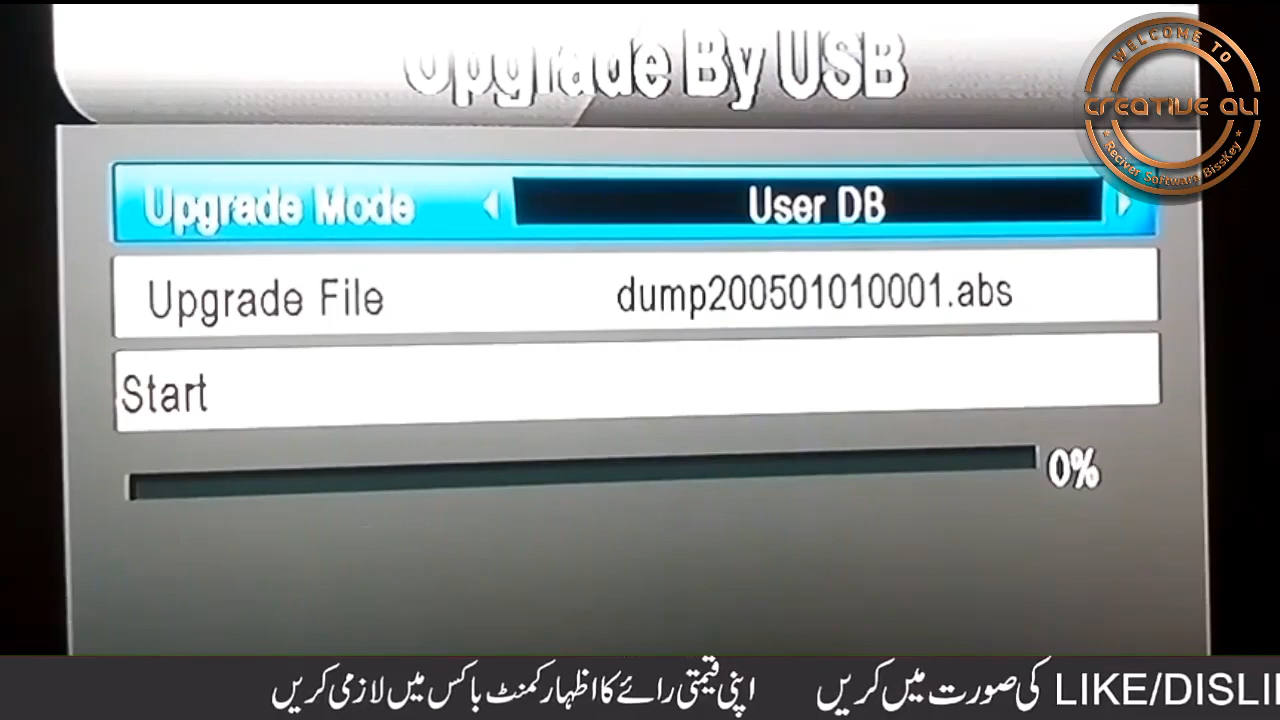 Upgrade By USB
WELCOME TO
CREATIVE ALI
Reciver Software BissKey
Upgrade Mode User DB
Upgrade File dump200501010001.abs
Start
0%
LIKE/DISLI کی صورت میں کریں اپنی قیمتی رائے کا اظہار کمنٹ باکس میں لازمی کریں